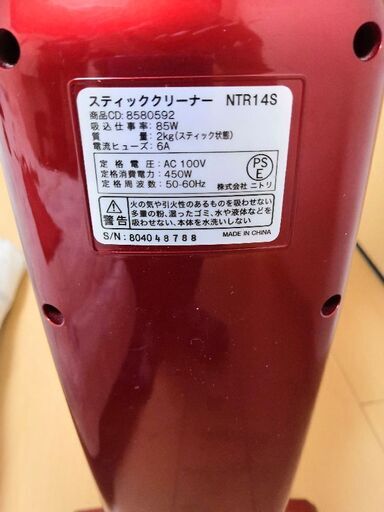 スティッククリーナー NTR14S
商品CD: 8580592
吸込仕事率: 85W
質量: 2kg(スティック状態)
電流ヒューズ: 6A
定格電圧: AC 100V
定格消費電力: 450W
定格周波数: 50-60Hz
PSE
株式会社 ニトリ
警告
火の気や引火性のあるものを吸わせない
多量の粉、湿ったゴミ、水や液体などを
吸わせない、本体を水洗いしない
S/N: 804048788
MADE IN CHINA